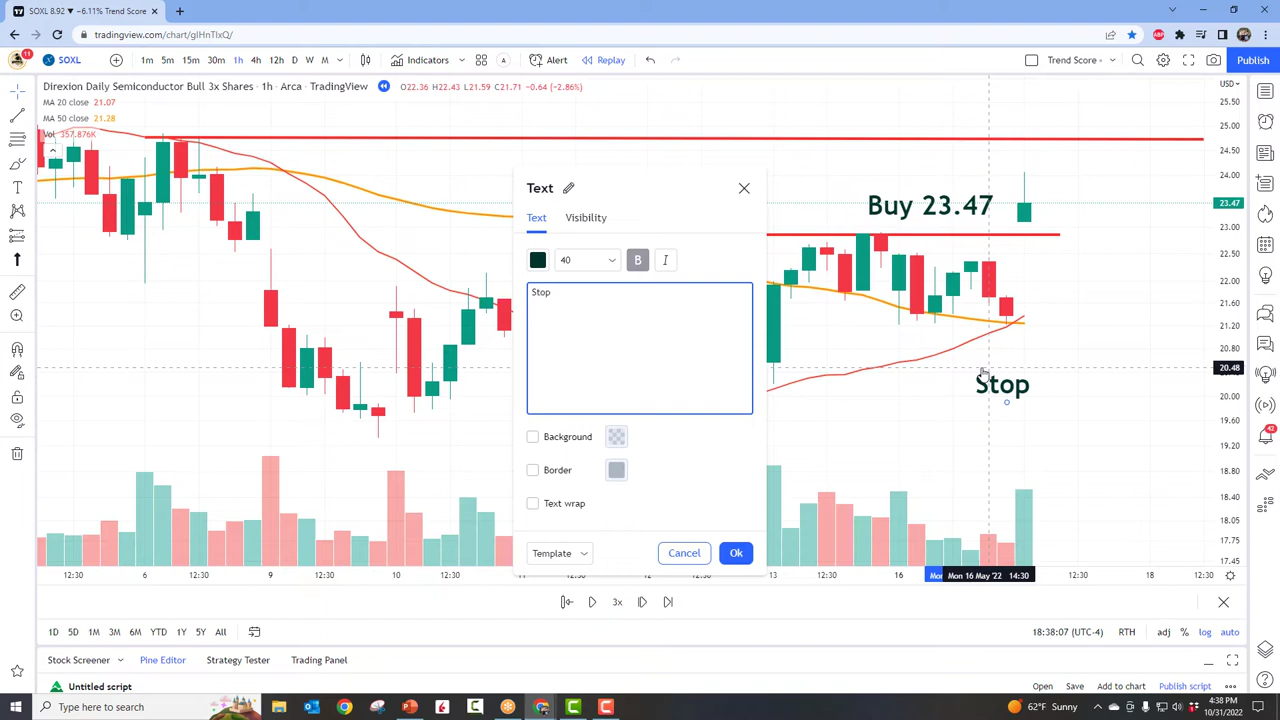 SOXL 8.92 ▼ −6.11% Trend Score
tradingview.com/chart/gIHnTlxQ/
11
SOXL
1m 5m 15m 30m 1h 4h 12h D W M
Indicators
A
Alert
Replay
Trend Score
Publish
Direxion Daily Semiconductor Bull 3x Shares · 1h · Arca · TradingView
O22.36 H22.43 L21.59 C21.71 −0.64 (−2.86%)
MA 20 close 21.07
MA 50 close 21.28
Vol 357.876K
USD
25.50
25.00
24.50
24.00
23.47
23.00
22.50
22.00
21.60
21.20
20.80
20.48
20.00
19.60
19.20
18.80
18.40
18.05
17.75
17.45
Buy 23.47
Stop
Text
Text Visibility
40
B I
Stop
Background
Border
Text wrap
Template
Cancel
Ok
42
12:30 6 12:30 9 12:30 10 12:30 12:30 12 12:30 13 12:30 16 Mon 16 May '22 14:30 12:30 18 12:30
3x
1D 5D 1M 3M 6M YTD 1Y 5Y All
18:38:07 (UTC-4) RTH adj % log auto
Stock Screener Pine Editor Strategy Tester Trading Panel
Untitled script
Open Save Add to chart Publish script
Type here to search
62°F Sunny
4:38 PM
10/31/2022